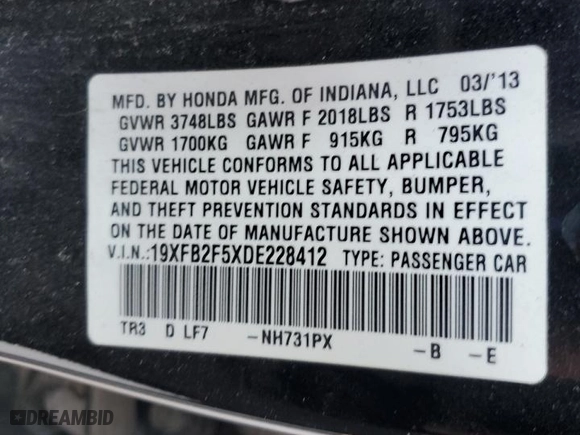 MFD. BY HONDA MFG. OF INDIANA, LLC 03/'13
GVWR 3748LBS GAWR F 2018LBS R 1753LBS
GVWR 1700KG GAWR F 915KG R 795KG
THIS VEHICLE CONFORMS TO ALL APPLICABLE
FEDERAL MOTOR VEHICLE SAFETY, BUMPER,
AND THEFT PREVENTION STANDARDS IN EFFECT
ON THE DATE OF MANUFACTURE SHOWN ABOVE.
V.I.N.:19XFB2F5XDE228412 TYPE: PASSENGER CAR
TR3 D LF7 -NH731PX -B -E
DREAMBID